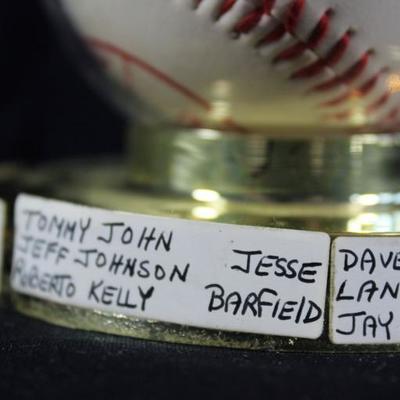 TOMMY JOHN
JEFF JOHNSON
ROBERTO KELLY
JESSE
BARFIELD
DAVE
LAN
JAY